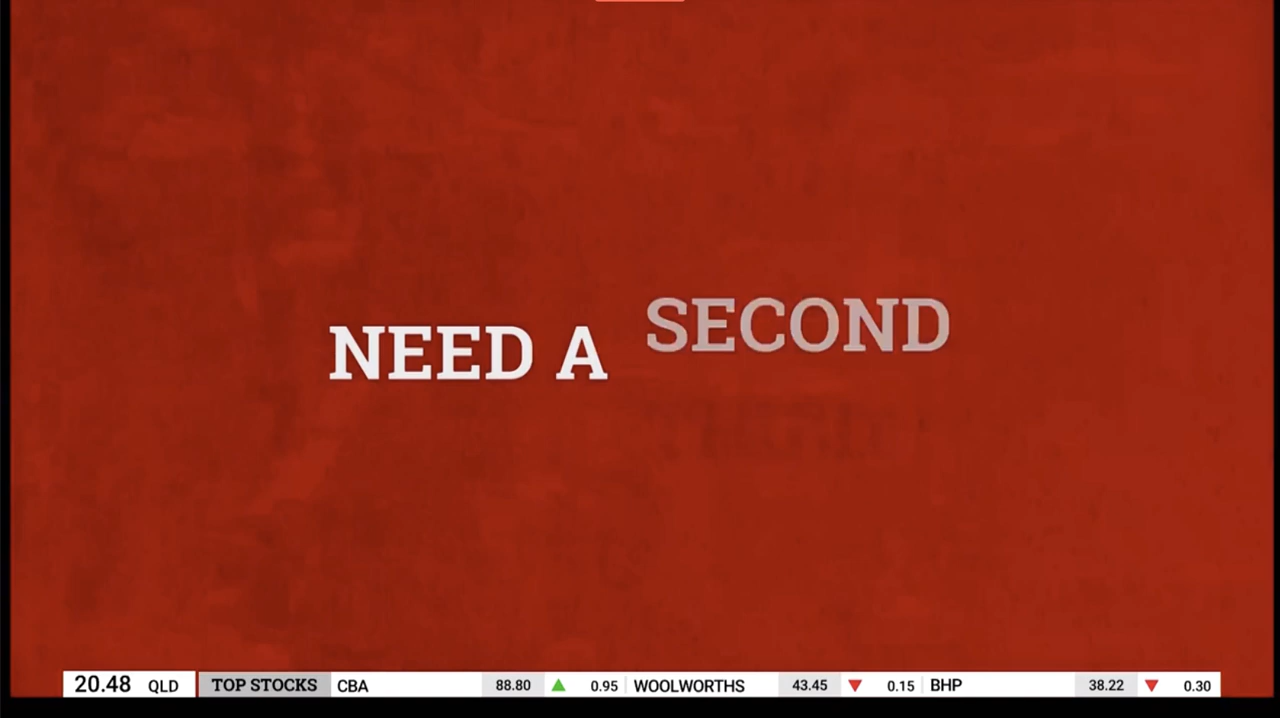 NEED A SECOND
20.48 QLD TOP STOCKS CBA 88.80 ▲ 0.95 WOOLWORTHS 43.45 ▼ 0.15 BHP 38.22 ▼ 0.30